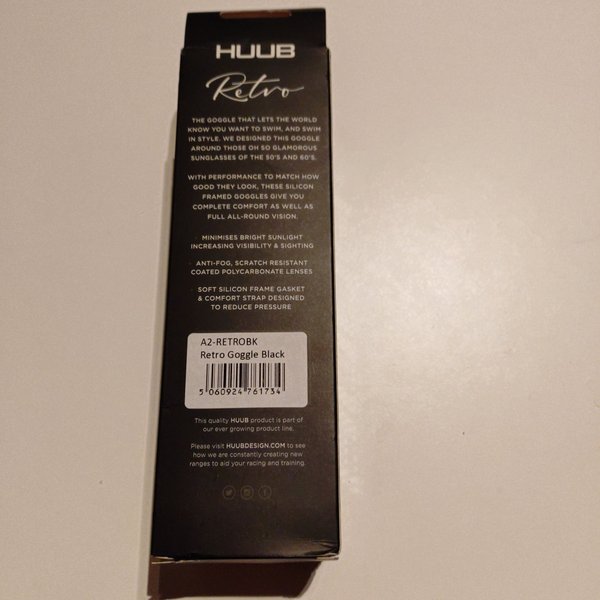 HUUB
Retro
THE GOGGLE THAT LETS THE WORLD
KNOW YOU WANT TO SWIM, AND SWIM
IN STYLE. WE DESIGNED THIS GOGGLE
AROUND THOSE OH SO GLAMOROUS
SUNGLASSES OF THE 50'S AND 60'S.
WITH PERFORMANCE TO MATCH HOW
GOOD THEY LOOK, THESE SILICON
FRAMED GOGGLES GIVE YOU
COMPLETE COMFORT AS WELL AS
FULL ALL-ROUND VISION.
· MINIMISES BRIGHT SUNLIGHT
INCREASING VISIBILITY & SIGHTING
· ANTI-FOG, SCRATCH RESISTANT
COATED POLYCARBONATE LENSES
· SOFT SILICON FRAME GASKET
& COMFORT STRAP DESIGNED
TO REDUCE PRESSURE
A2-RETROBK
Retro Goggle Black
5 060924 761734
This quality HUUB product is part of
our ever growing product line.
Please visit HUUBDESIGN.COM to see
how we are constantly creating new
ranges to aid your racing and training.